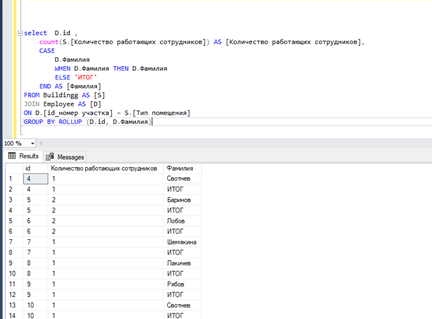 select D.id ,
count(S.[Количество работающих сотрудников]) AS [Количество работающих сотрудников],
CASE
D.Фамилия
WHEN D.Фамилия THEN D.Фамилия
ELSE 'ИТОГ'
END AS [Фамилия]
FROM Buildingg AS [S]
JOIN Employee AS [D]
ON D.[id_номер участка] = S.[Тип помещения]
GROUP BY ROLLUP (D.id, D.Фамилия)
100 %
Results Messages
id Количество работающих сотрудников Фамилия
1 4 1 Свотнев
2 4 1 ИТОГ
3 5 2 Баринов
4 5 2 ИТОГ
5 6 2 Лобов
6 6 2 ИТОГ
7 7 1 Шемякина
8 7 1 ИТОГ
9 8 1 Лакичев
10 8 1 ИТОГ
11 9 1 Рябов
12 9 1 ИТОГ
13 10 1 Свотнев
14 10 1 ИТОГ